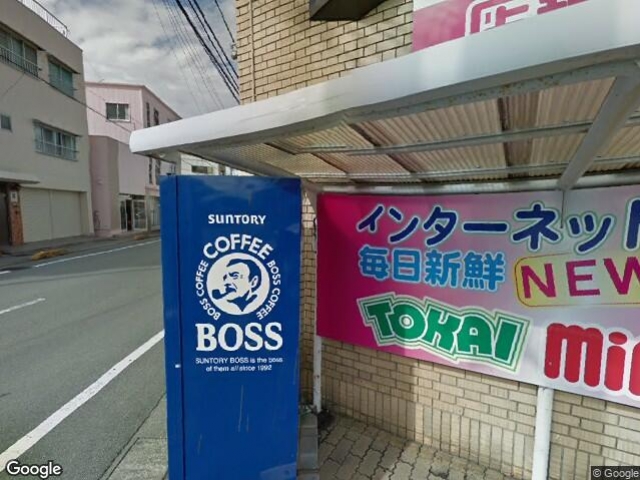 SUNTORY
COFFEE
BOSS COFFEE
BOSS COFFEE
BOSS
SUNTORY BOSS is the boss
of them all since 1992
インターネット
毎日新鮮
NEW
TOKAI
Google
© Google